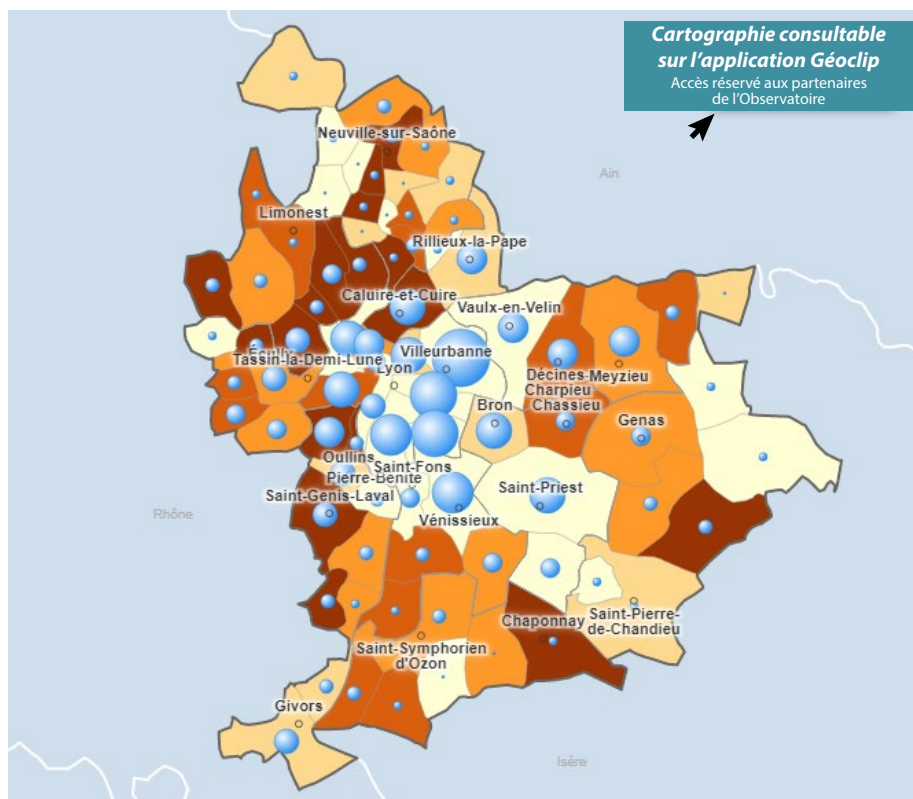 Cartographie consultable
sur l'application Géoclip
Accès réservé aux partenaires
de l'Observatoire
Neuville-sur-Saône
Ain
Limonest
Rillieux-la-Pape
Caluire-et-Cuire
Vaulx-en-Velin
Écully
Villeurbanne
Tassin-la-Demi-Lune
Lyon
Décines-
Charpieu
Meyzieu
Chassieu
Bron
Genas
Oullins
Saint-Fons
Pierre-Bénite
Saint-Genis-Laval
Saint-Priest
Rhône
Vénissieux
Chaponnay
Saint-Pierre-
de-Chandieu
Saint-Symphorien
d'Ozon
Givors
Isère